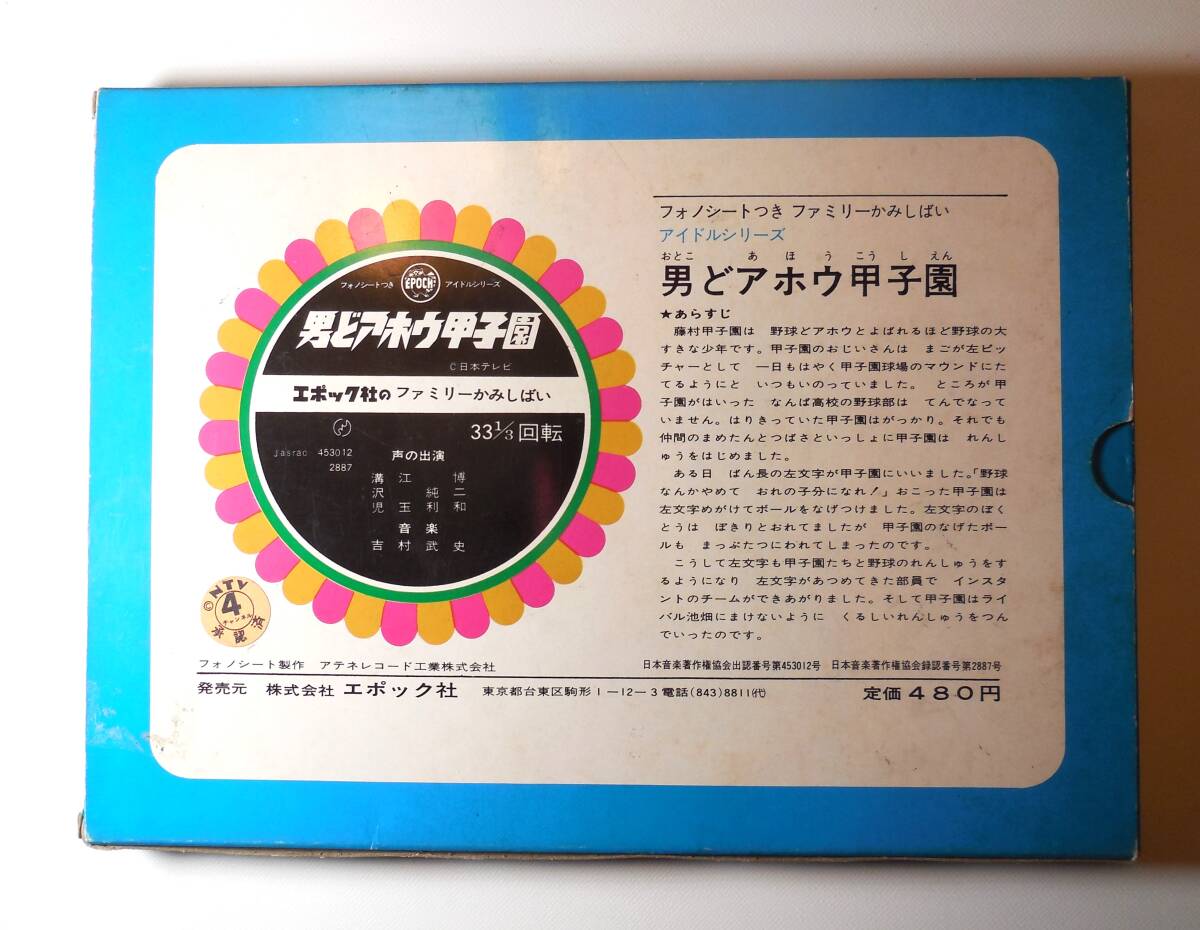 フォノシートつき EPOCH アイドルシリーズ
男どアホウ甲子園
©日本テレビ
エポック社の ファミリーかみしばい
33⅓回転
jasrac 453012
2887
声の出演
溝江 博
沢 純二
児玉利和
音楽
吉村武史
©NTV
4
チャンネル
承認済
フォノシートつき ファミリーかみしばい
アイドルシリーズ
おとこ あほう こうしえん
男どアホウ甲子園
★あらすじ
藤村甲子園は 野球どアホウとよばれるほど野球の大
すきな少年です。甲子園のおじいさんは まごが左ピッ
チャーとして 一日もはやく甲子園球場のマウンドにた
てるようにと いつもいのっていました。 ところが甲
子園がはいった なんば高校の野球部は てんでなって
いません。はりきっていた甲子園はがっかり。それでも
仲間のまめたんとつばさといっしょに甲子園は れんし
ゅうをはじめました。
ある日 ばん長の左文字が甲子園にいいました。「野球
なんかやめて おれの子分になれ！」おこった甲子園は
左文字めがけてボールをなげつけました。左文字のぼく
とうは ぽきりとおれてましたが 甲子園のなげたボー
ルも まっぷたつにわれてしまったのです。
こうして左文字も甲子園たちと野球のれんしゅうをす
るようになり 左文字があつめてきた部員で インスタ
ントのチームができあがりました。そして甲子園はライ
バル池畑にまけないように くるしいれんしゅうをつん
でいったのです。
フォノシート製作 アテネレコード工業株式会社
日本音楽著作権協会出認番号第453012号 日本音楽著作権協会録認番号第2887号
発売元 株式会社 エポック社 東京都台東区駒形1－12－3 電話(843)8811(代) 定価480円